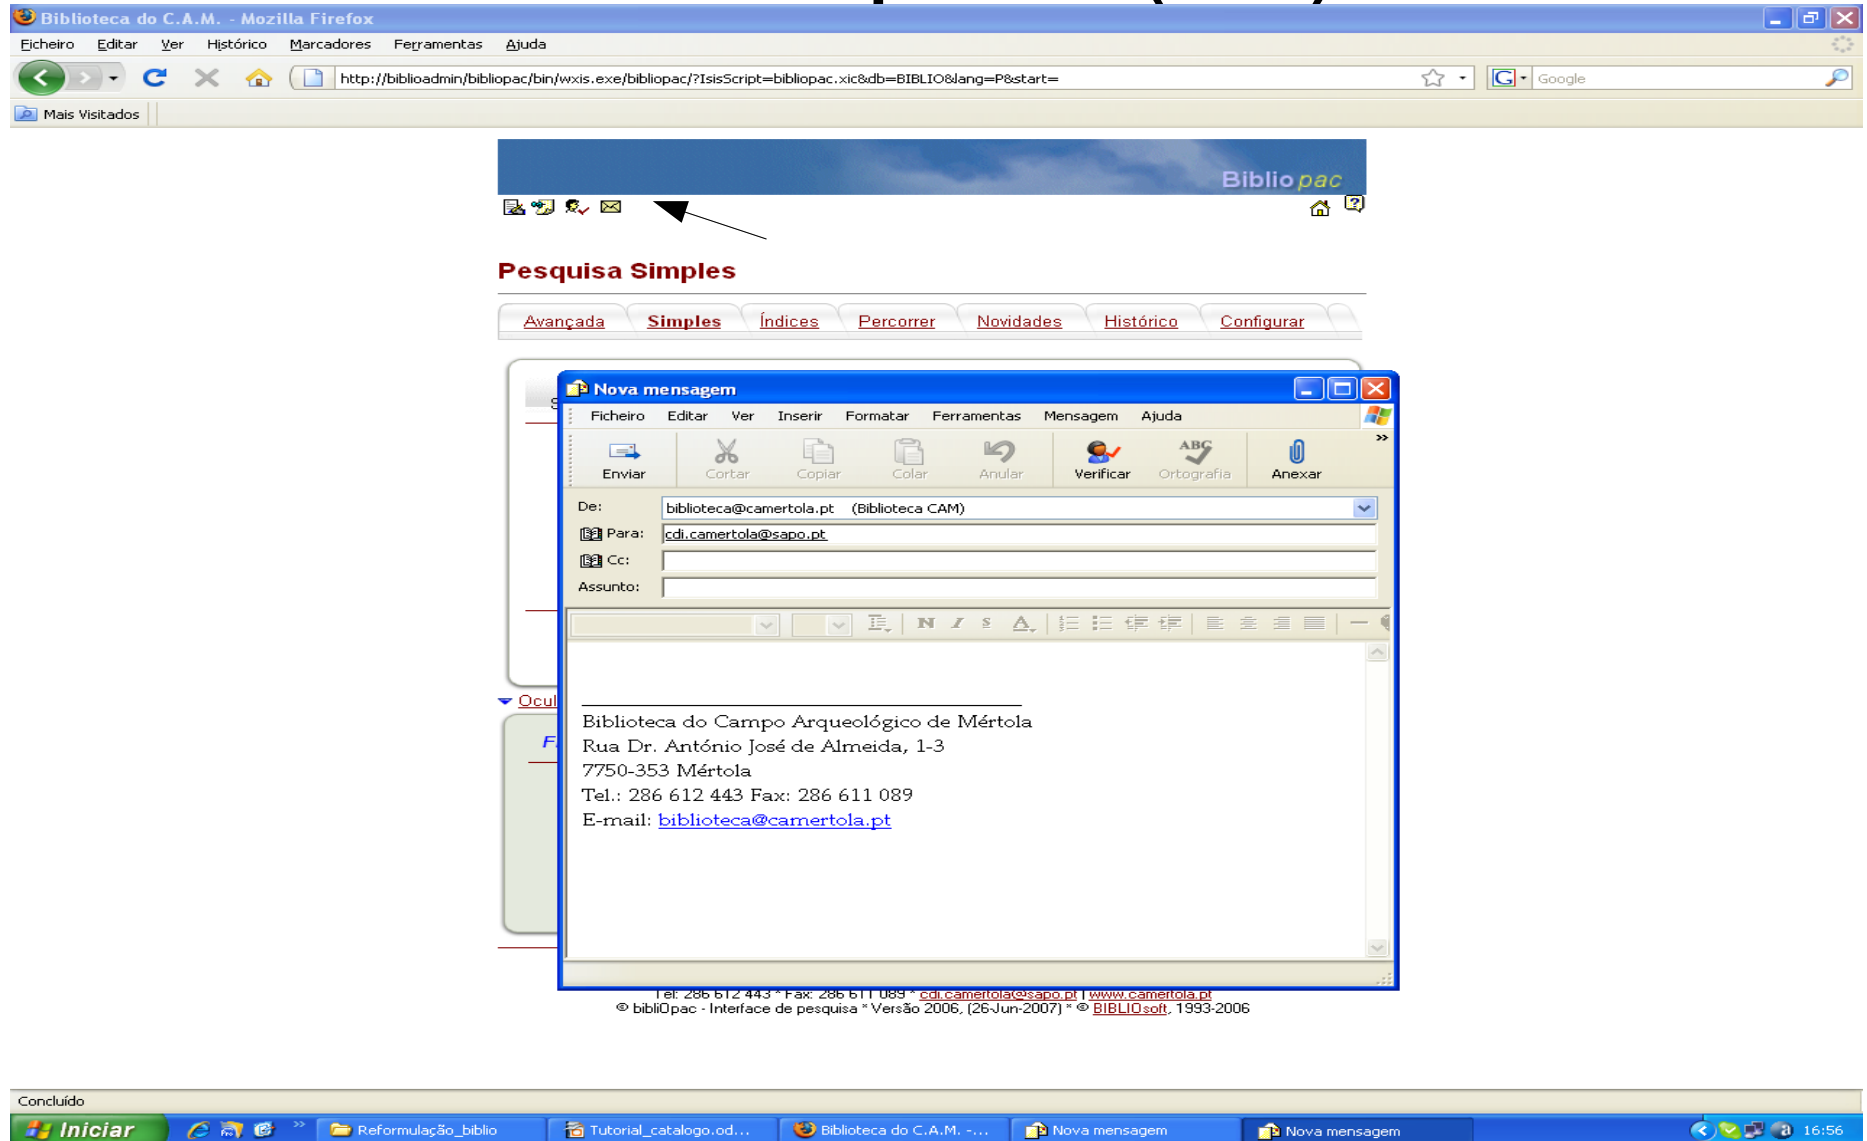 Biblioteca do C.A.M. - Mozilla Firefox
Ficheiro Editar Ver Histórico Marcadores Ferramentas Ajuda
http://biblioadmin/bibliopac/bin/wxis.exe/bibliopac/?IsisScript=bibliopac.xic&db=BIBLIO&lang=P&start= Google
Mais Visitados
Biblio pac
Pesquisa Simples
Avançada Simples Índices Percorrer Novidades Histórico Configurar
Nova mensagem
Ficheiro Editar Ver Inserir Formatar Ferramentas Mensagem Ajuda
Enviar Cortar Copiar Colar Anular Verificar Ortografia Anexar
De: biblioteca@camertola.pt (Biblioteca CAM)
Para: cdi.camertola@sapo.pt
Cc:
Assunto:
N I S A
Ocul
Biblioteca do Campo Arqueológico de Mértola
Rua Dr. António José de Almeida, 1-3
7750-353 Mértola
Tel.: 286 612 443 Fax: 286 611 089
E-mail: biblioteca@camertola.pt
Tel: 286 612 443 * Fax: 286 611 089 * cdi.camertola@sapo.pt | www.camertola.pt
© bibliOpac - Interface de pesquisa * Versão 2006, (26-Jun-2007) * © BIBLIOsoft, 1993-2006
Concluído
Iniciar Reformulação_biblio Tutorial_catalogo.od... Biblioteca do C.A.M. -... Nova mensagem Nova mensagem 16:56